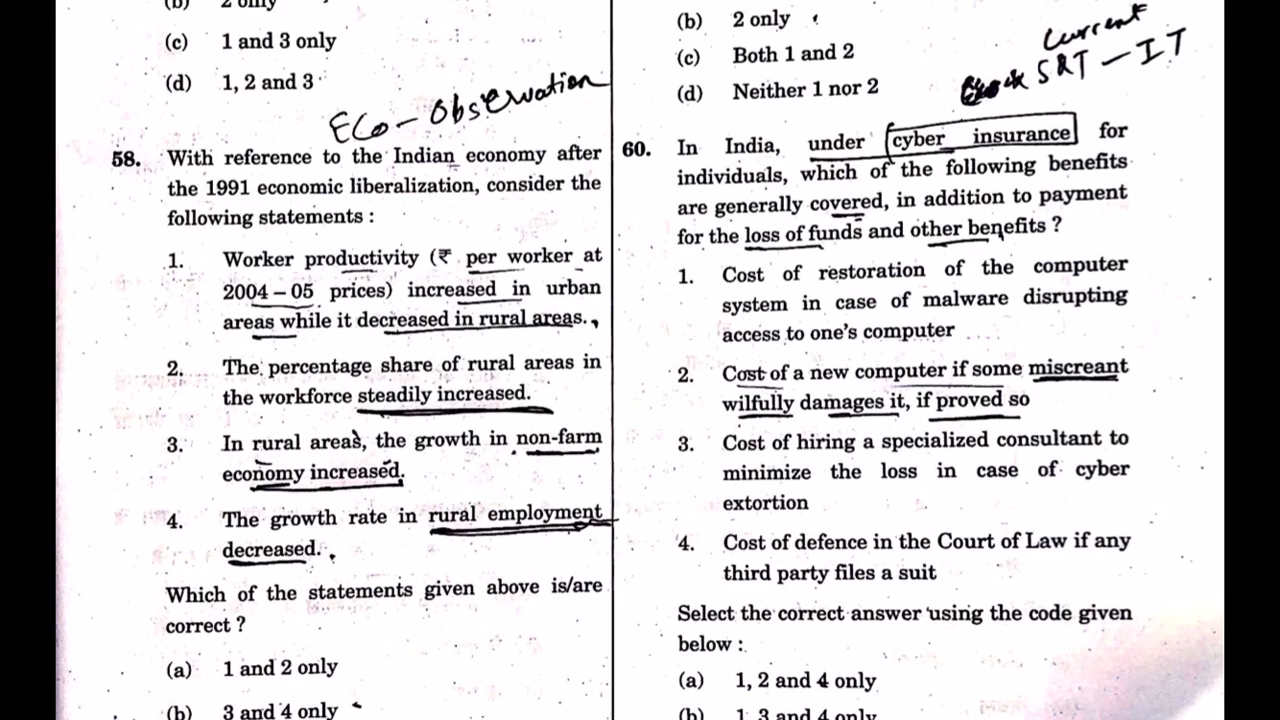 (b) 2 only
(c) 1 and 3 only
(d) 1, 2 and 3
Eco - Observation
58. With reference to the Indian economy after
the 1991 economic liberalization, consider the
following statements :
1. Worker productivity (₹ per worker at
2004 – 05 prices) increased in urban
areas while it decreased in rural areas.
2. The percentage share of rural areas in
the workforce steadily increased.
3. In rural areas, the growth in non-farm
economy increased.
4. The growth rate in rural employment
decreased.
Which of the statements given above is/are
correct ?
(a) 1 and 2 only
(b) 3 and 4 only
(b) 2 only
(c) Both 1 and 2
(d) Neither 1 nor 2
Current
S&T - IT
60. In India, under cyber insurance for
individuals, which of the following benefits
are generally covered, in addition to payment
for the loss of funds and other benefits ?
1. Cost of restoration of the computer
system in case of malware disrupting
access to one's computer
2. Cost of a new computer if some miscreant
wilfully damages it, if proved so
3. Cost of hiring a specialized consultant to
minimize the loss in case of cyber
extortion
4. Cost of defence in the Court of Law if any
third party files a suit
Select the correct answer using the code given
below :
(a) 1, 2 and 4 only
(b) 1, 3 and 4 only